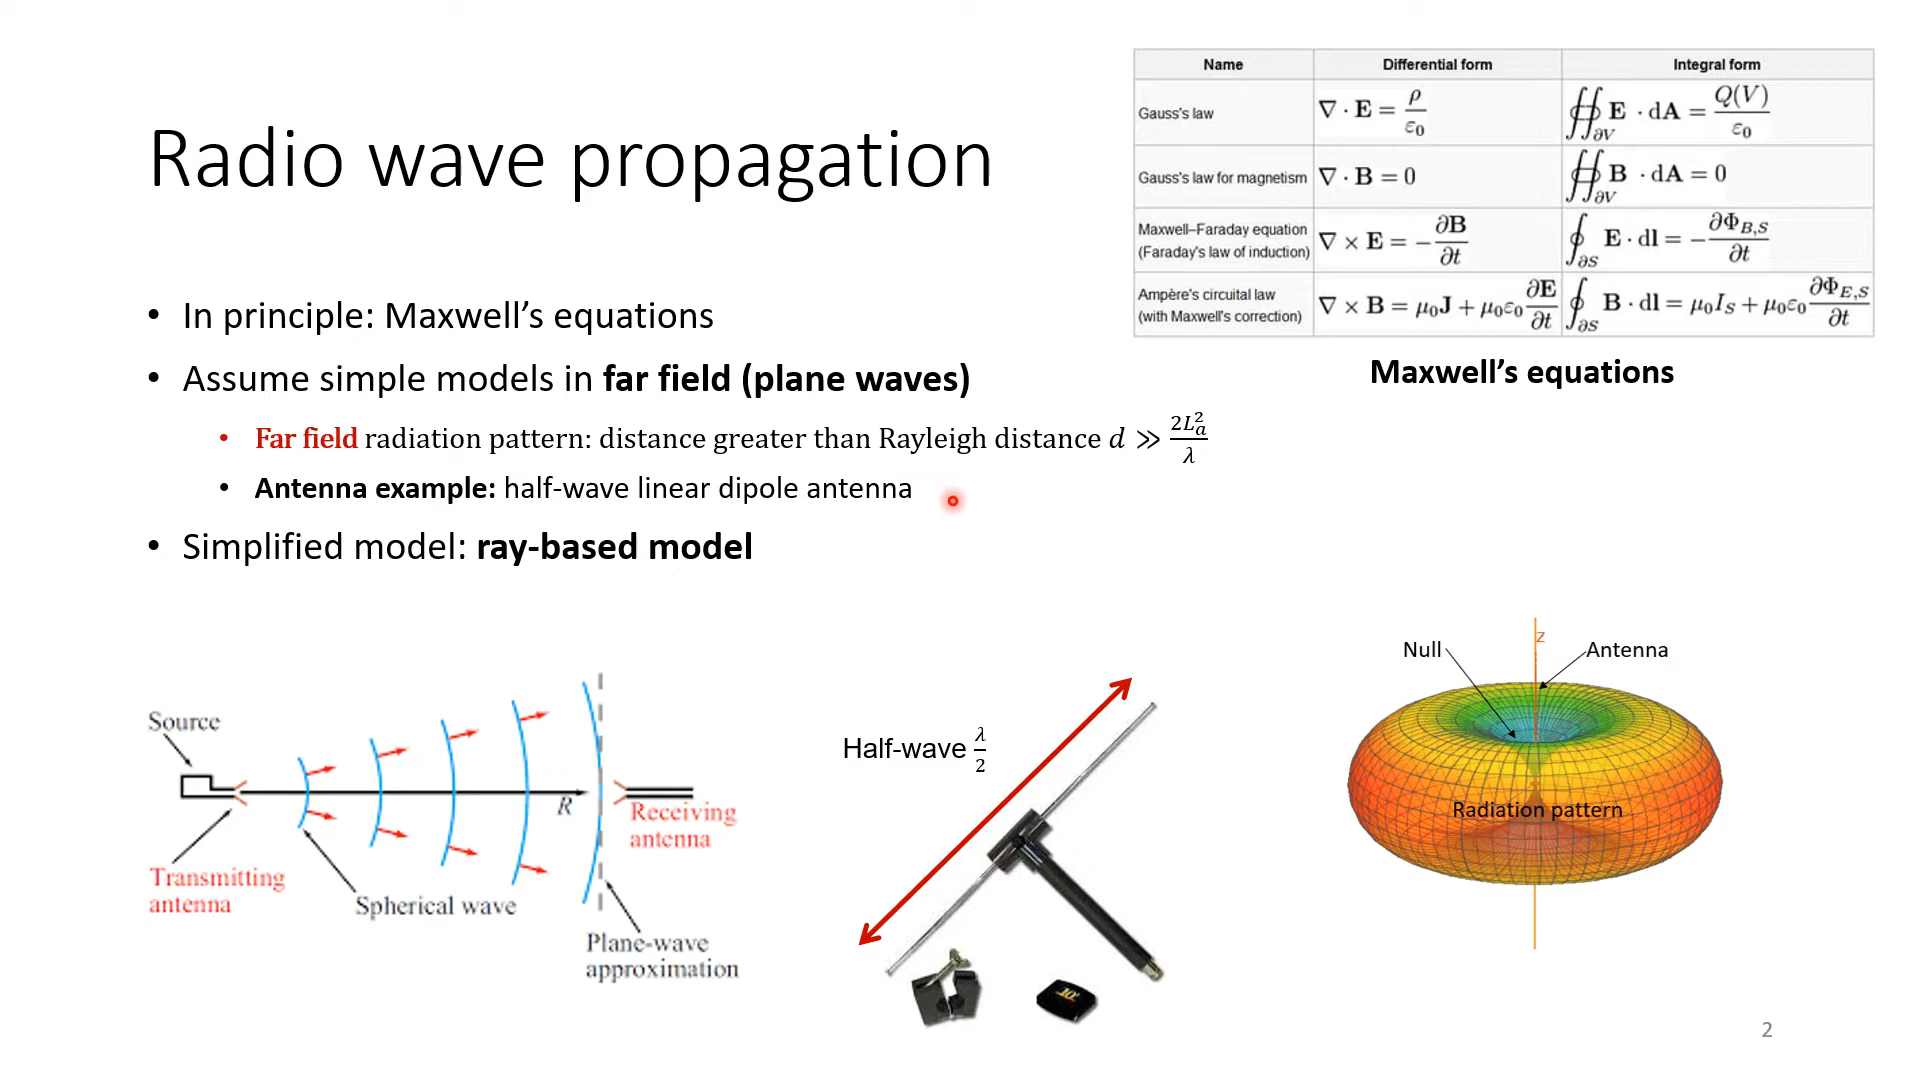 Radio wave propagation
• In principle: Maxwell’s equations
• Assume simple models in far field (plane waves)
• Far field radiation pattern: distance greater than Rayleigh distance d ≫ 2L_a^2/λ
• Antenna example: half-wave linear dipole antenna
• Simplified model: ray-based model
Name Differential form Integral form
Gauss's law ∇ · E = ρ/ε₀ ∯_∂V E · dA = Q(V)/ε₀
Gauss's law for magnetism ∇ · B = 0 ∯_∂V B · dA = 0
Maxwell–Faraday equation
(Faraday's law of induction) ∇ × E = −∂B/∂t ∮_∂S E · dl = −∂Φ_B,S/∂t
Ampère's circuital law
(with Maxwell's correction) ∇ × B = μ₀J + μ₀ε₀ ∂E/∂t ∮_∂S B · dl = μ₀I_S + μ₀ε₀ ∂Φ_E,S/∂t
Maxwell’s equations
Source
R
Receiving
antenna
Transmitting
antenna
Spherical wave
Plane-wave
approximation
Half-wave λ/2
10
z
Null
Antenna
Radiation pattern
2